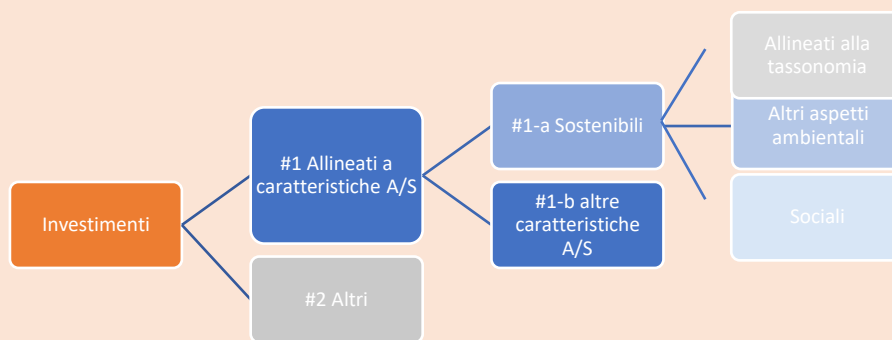 Investimenti
#1 Allineati a
caratteristiche A/S
#2 Altri
#1-a Sostenibili
#1-b altre
caratteristiche
A/S
Allineati alla
tassonomia
Altri aspetti
ambientali
Sociali